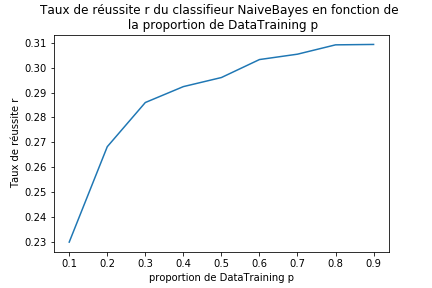 Taux de réussite r du classifieur NaiveBayes en fonction de
la proportion de DataTraining p
0.31
0.30
0.29
0.28
0.27
0.26
0.25
0.24
0.23
Taux de réussite r
0.1 0.2 0.3 0.4 0.5 0.6 0.7 0.8 0.9
proportion de DataTraining p